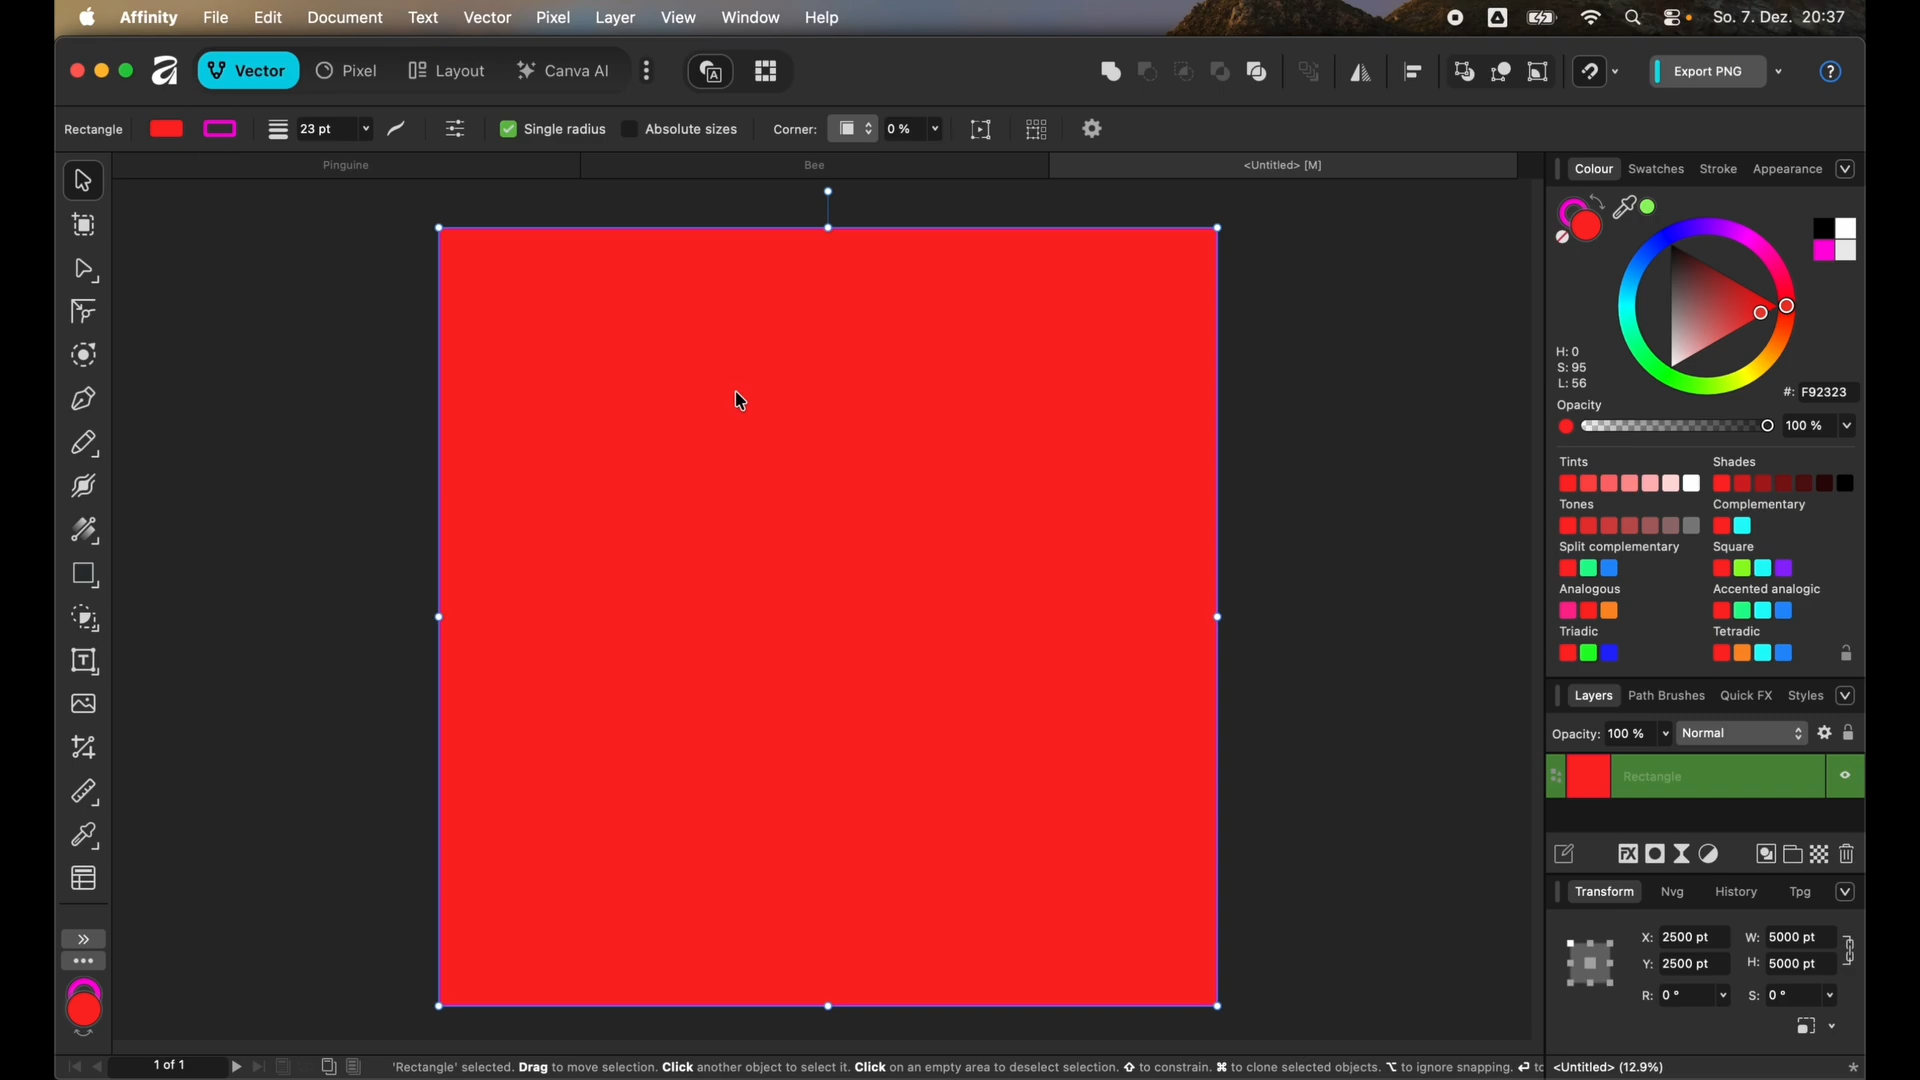 Affinity File Edit Document Text Vector Pixel Layer View Window Help So. 7. Dez. 20:37
Vector Pixel Layout Canva AI A Export PNG ?
Rectangle 23 pt Single radius Absolute sizes Corner: 0 %
Pinguine Bee <Untitled> [M]
Colour Swatches Stroke Appearance
H: 0
S: 95
L: 56
#: F92323
Opacity
100 %
Tints Shades
Tones Complementary
Split complementary Square
Analogous Accented analogic
Triadic Tetradic
Layers Path Brushes Quick FX Styles
Opacity: 100 % Normal
Rectangle
FX
Transform Nvg History Tpg
X: 2500 pt W: 5000 pt
Y: 2500 pt H: 5000 pt
R: 0 ° S: 0 °
1 of 1 'Rectangle' selected. Drag to move selection. Click another object to select it. Click on an empty area to deselect selection. ⇧ to constrain. ⌘ to clone selected objects. ⌥ to ignore snapping. ⏎ to <Untitled> (12.9%) *